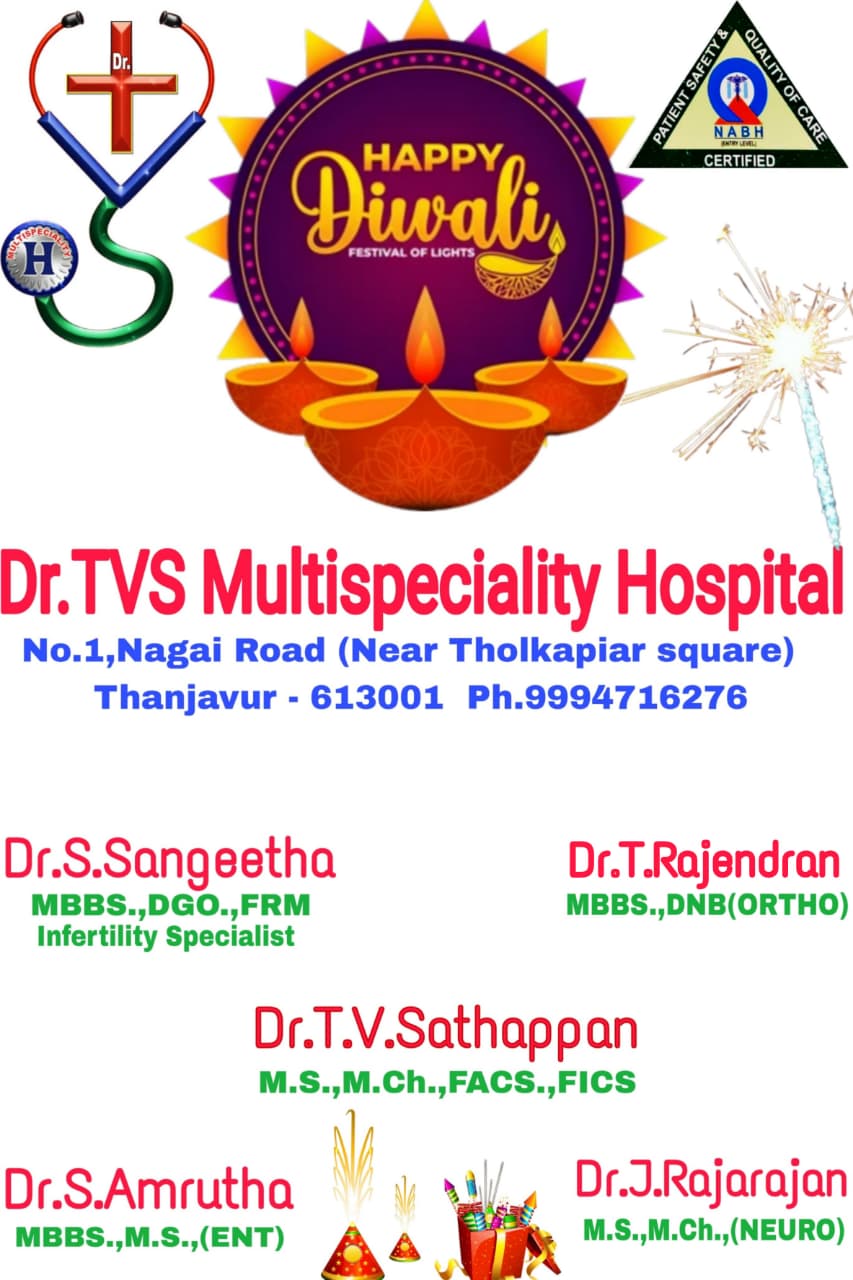 Dr.
MULTISPECIALITY
H
HAPPY
Diwali
FESTIVAL OF LIGHTS
PATIENT SAFETY &
QUALITY OF CARE
NABH
(ENTRY LEVEL)
CERTIFIED
Dr.TVS Multispeciality Hospital
No.1,Nagai Road (Near Tholkapiar square)
Thanjavur - 613001 Ph.9994716276
Dr.S.Sangeetha
MBBS.,DGO.,FRM
Infertility Specialist
Dr.T.Rajendran
MBBS.,DNB(ORTHO)
Dr.T.V.Sathappan
M.S.,M.Ch.,FACS.,FICS
Dr.S.Amrutha
MBBS.,M.S.,(ENT)
Dr.J.Rajarajan
M.S.,M.Ch.,(NEURO)